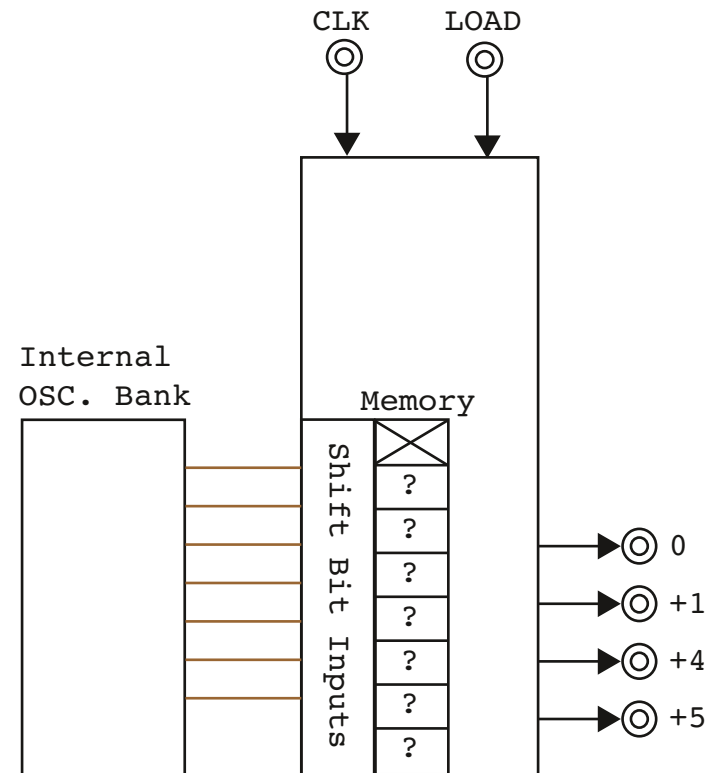 CLK LOAD
Internal
OSC. Bank
Memory
Shift Bit Inputs
?
?
?
?
?
?
?
0
+1
+4
+5